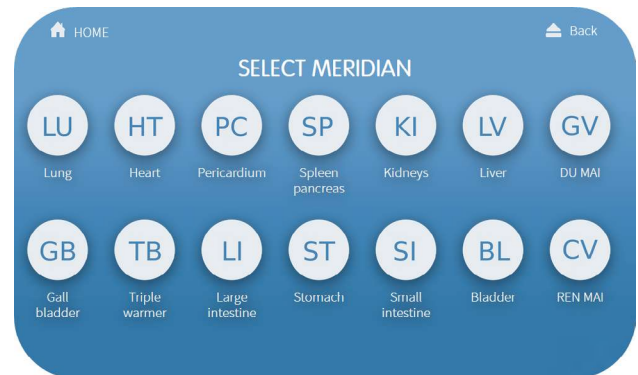 HOME
Back
SELECT MERIDIAN
LU
HT
PC
SP
KI
LV
GV
Lung
Heart
Pericardium
Spleen
pancreas
Kidneys
Liver
DU MAI
GB
TB
LI
ST
SI
BL
CV
Gall
bladder
Triple
warmer
Large
intestine
Stomach
Small
intestine
Bladder
REN MAI